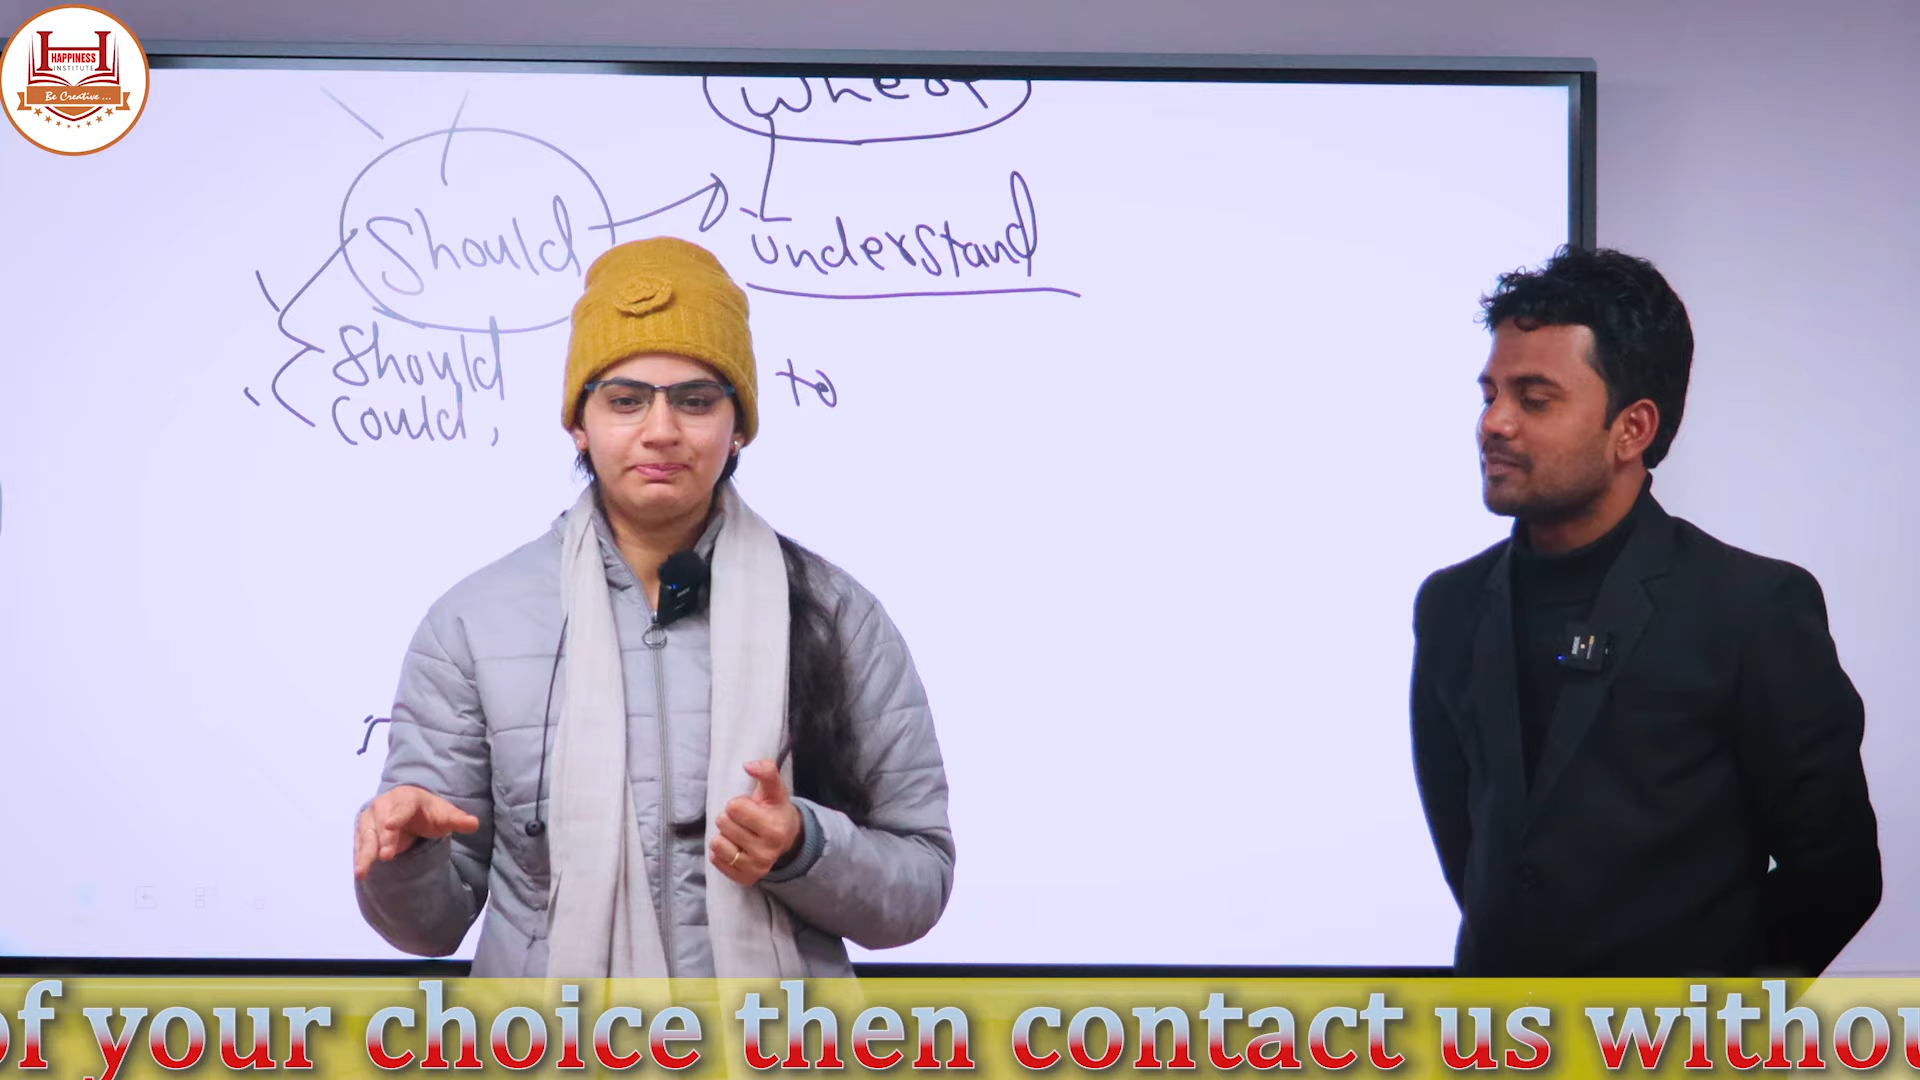 HAPPINESS
INSTITUTE
Be Creative ...
Should
understand
Should
Could,
to
of your choice then contact us withou